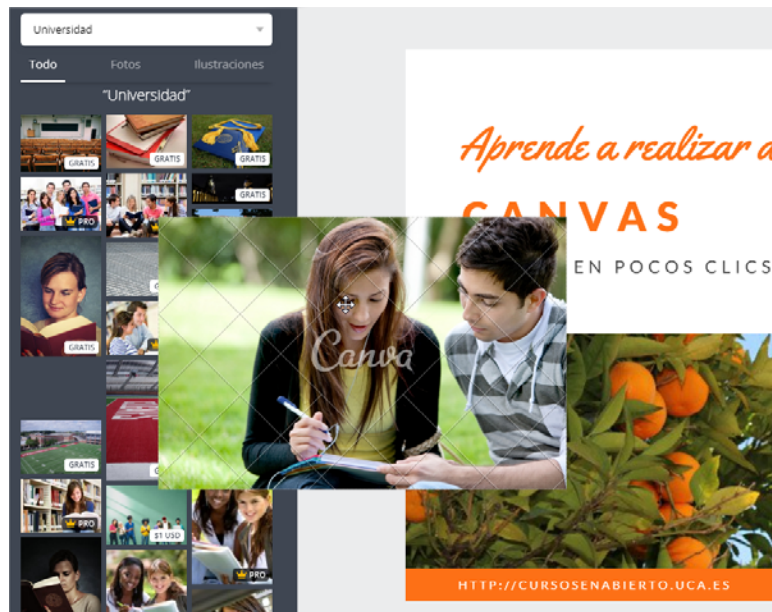 Universidad
Todo Fotos Ilustraciones
"Universidad"
GRATIS
GRATIS
GRATIS
PRO
GRATIS
GRATIS
GRATIS
PRO
$1 USD
PRO
Canva
Aprende a realizar
CANVAS
EN POCOS CLICS
HTTP://CURSOSENABIERTO.UCA.ES